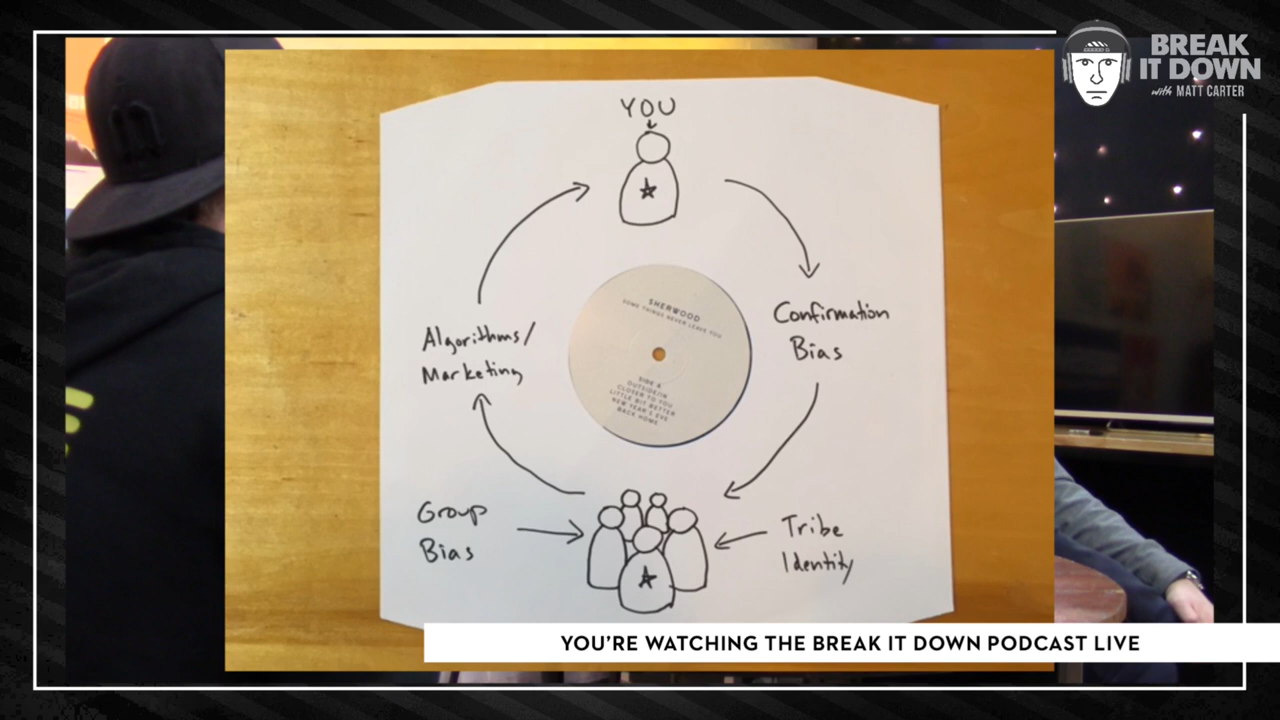 BREAK
IT DOWN
with MATT CARTER
YOU
Confirmation
Bias
Algorithms/
Marketing
SHERWOOD
SOME THINGS NEVER LEAVE YOU
SIDE A
OUTSIDE/IN
CLOSER TO YOU
LITTLE BIT BETTER
NEW YEAR'S EVE
BACK HOME
Group
Bias
Tribe
Identity
YOU'RE WATCHING THE BREAK IT DOWN PODCAST LIVE